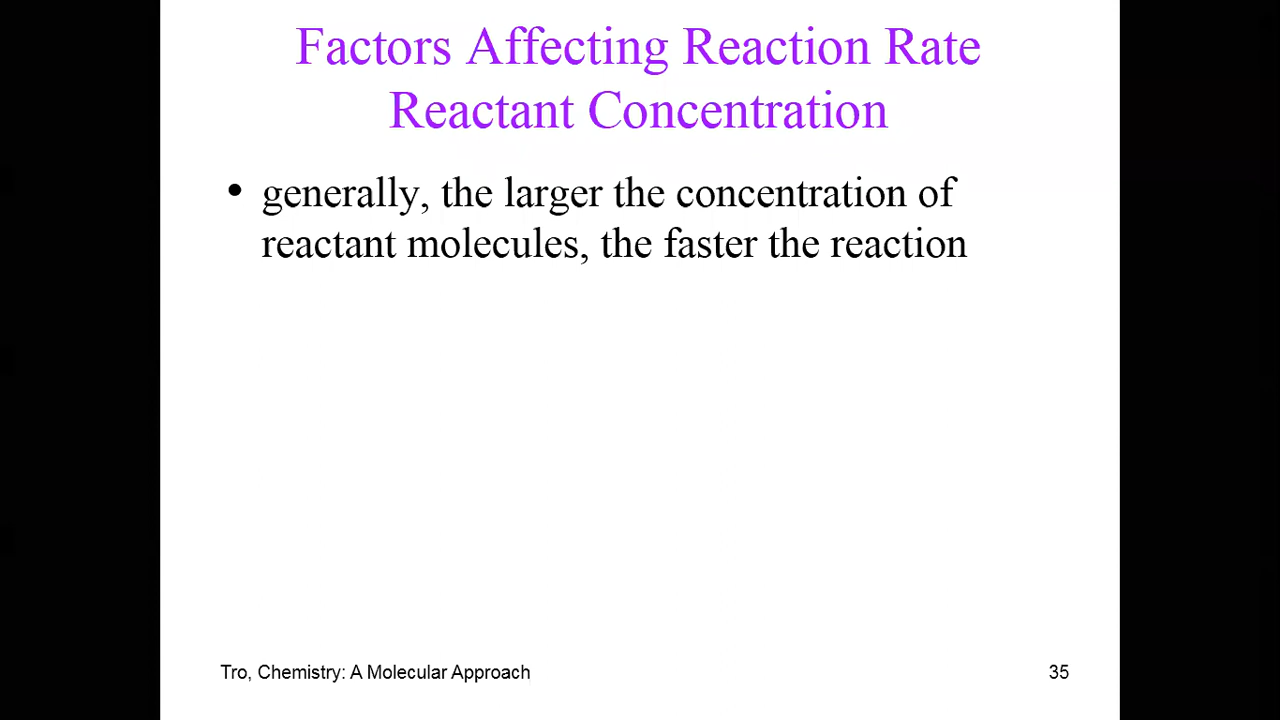 Factors Affecting Reaction Rate
Reactant Concentration
• generally, the larger the concentration of
reactant molecules, the faster the reaction
Tro, Chemistry: A Molecular Approach
35